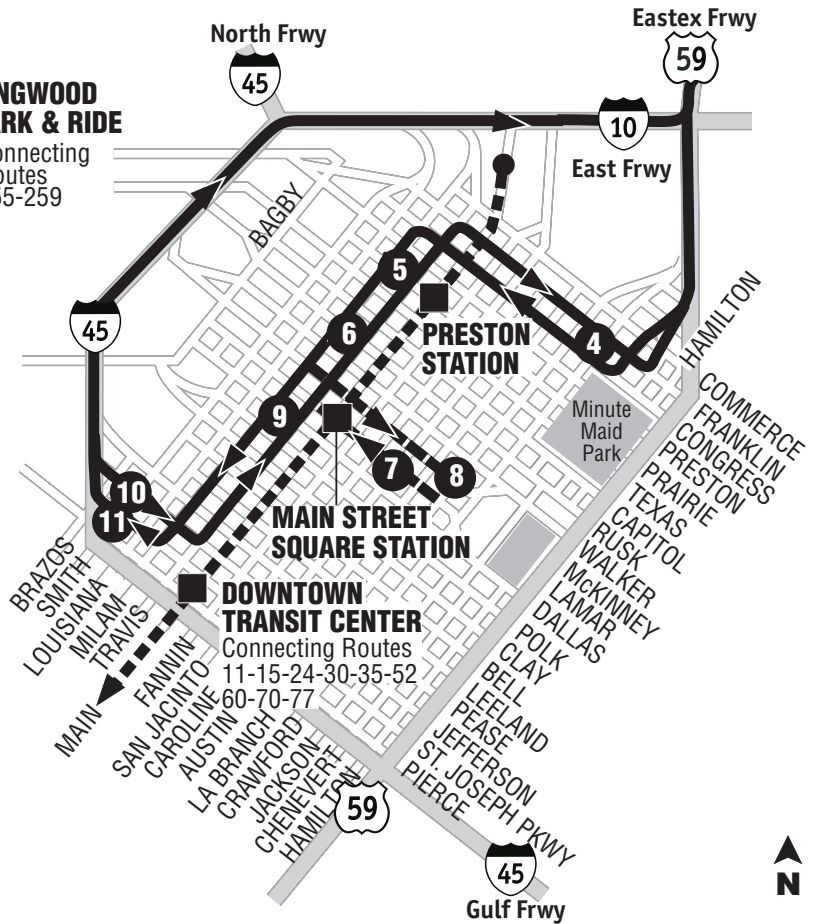 Eastex Frwy
59
North Frwy
45
10
East Frwy
NGWOOD
RK & RIDE
onnecting
outes
55-259
BAGBY
5
6
4
PRESTON
STATION
45
HAMILTON
Minute
Maid
Park
9
7
8
10
11
MAIN STREET
SQUARE STATION
DOWNTOWN
TRANSIT CENTER
Connecting Routes
11-15-24-30-35-52
60-70-77
COMMERCE
FRANKLIN
CONGRESS
PRESTON
PRAIRIE
TEXAS
CAPITOL
RUSK
WALKER
McKINNEY
LAMAR
DALLAS
POLK
CLAY
BELL
LEELAND
PEASE
JEFFERSON
ST. JOSEPH PKWY
PIERCE
BRAZOS
SMITH
LOUISIANA
MILAM
TRAVIS
MAIN
FANNIN
SAN JACINTO
CAROLINE
AUSTIN
LA BRANCH
CRAWFORD
JACKSON
CHENEVERT
HAMILTON
59
45
Gulf Frwy
N